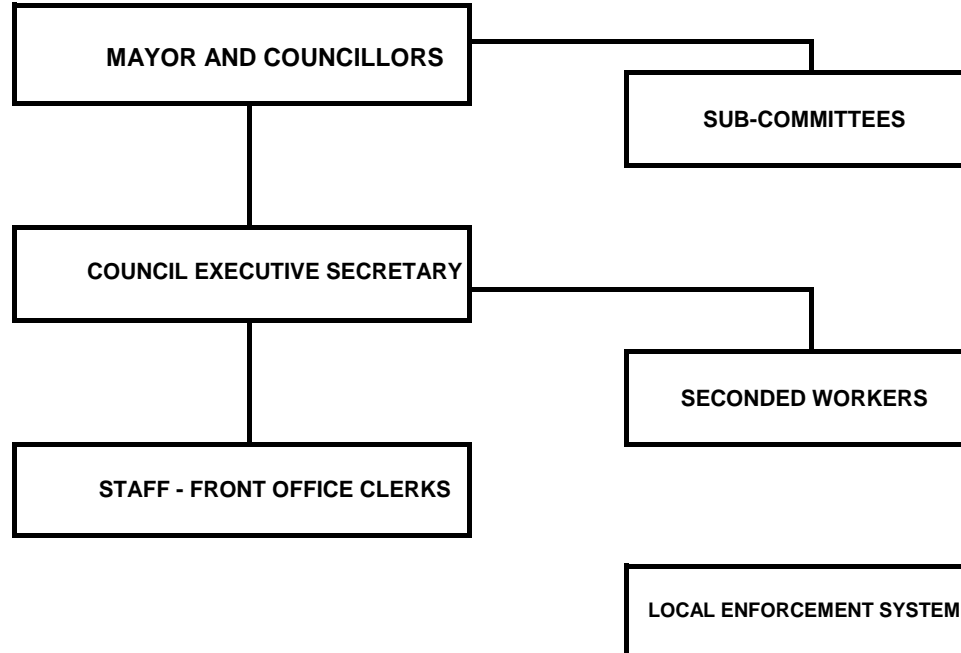 MAYOR AND COUNCILLORS
SUB-COMMITTEES
COUNCIL EXECUTIVE SECRETARY
SECONDED WORKERS
STAFF - FRONT OFFICE CLERKS
LOCAL ENFORCEMENT SYSTEM